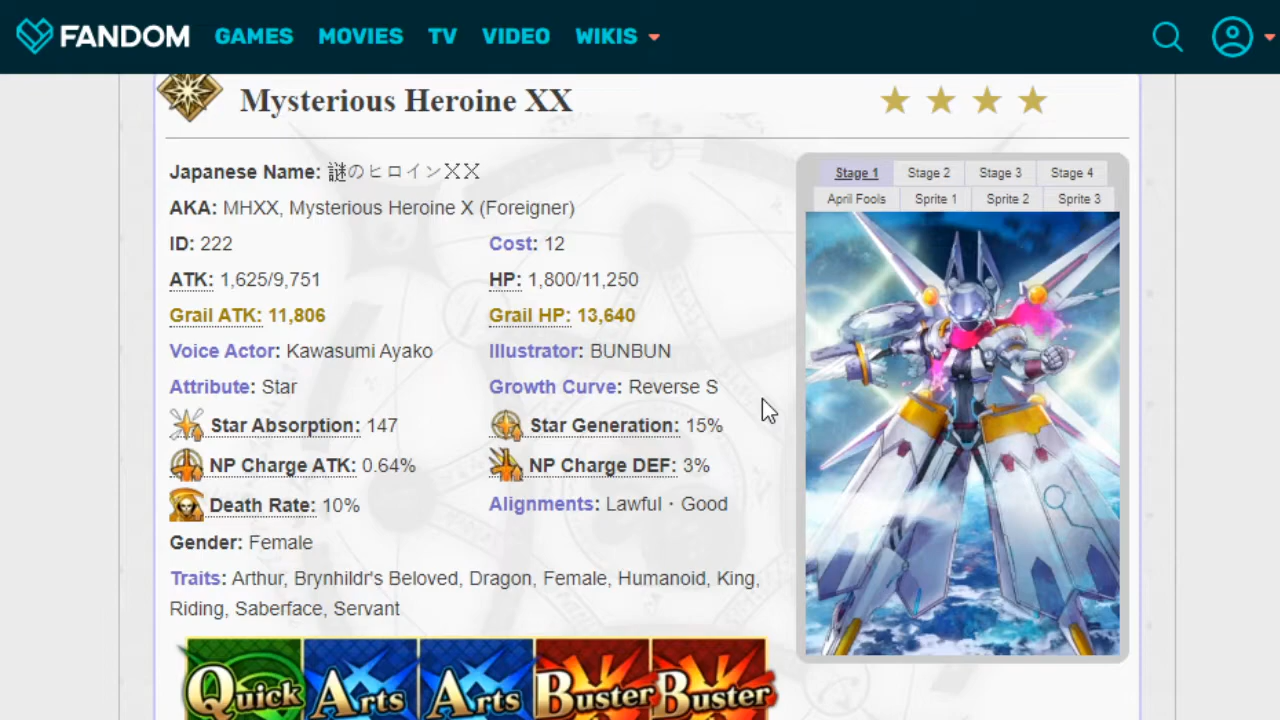 FANDOM GAMES MOVIES TV VIDEO WIKIS
Mysterious Heroine XX
Japanese Name: 謎のヒロインXX
AKA: MHXX, Mysterious Heroine X (Foreigner)
ID: 222 Cost: 12
ATK: 1,625/9,751 HP: 1,800/11,250
Grail ATK: 11,806 Grail HP: 13,640
Voice Actor: Kawasumi Ayako Illustrator: BUNBUN
Attribute: Star Growth Curve: Reverse S
Star Absorption: 147 Star Generation: 15%
NP Charge ATK: 0.64% NP Charge DEF: 3%
Death Rate: 10% Alignments: Lawful・Good
Gender: Female
Traits: Arthur, Brynhildr's Beloved, Dragon, Female, Humanoid, King,
Riding, Saberface, Servant
Quick Arts Arts Buster Buster
Stage 1 Stage 2 Stage 3 Stage 4
April Fools Sprite 1 Sprite 2 Sprite 3